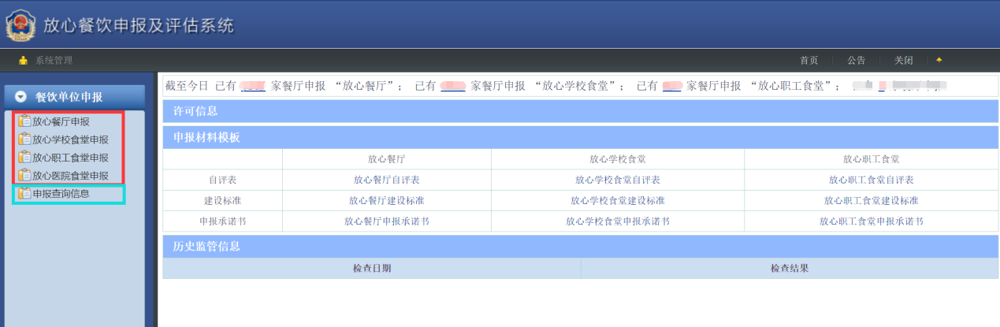 放心餐饮申报及评估系统
系统管理
首页 公告 关闭
餐饮单位申报
放心餐厅申报
放心学校食堂申报
放心职工食堂申报
放心医院食堂申报
申报查询信息
截至今日 已有 家餐厅申报 “放心餐厅”; 已有 家餐厅申报 “放心学校食堂”; 已有 家餐厅申报 “放心职工食堂”;
许可信息
申报材料模板
放心餐厅 放心学校食堂 放心职工食堂
自评表 放心餐厅自评表 放心学校食堂自评表 放心职工食堂自评表
建设标准 放心餐厅建设标准 放心学校食堂建设标准 放心职工食堂建设标准
申报承诺书 放心餐厅申报承诺书 放心学校食堂申报承诺书 放心职工食堂申报承诺书
历史监管信息
检查日期 检查结果